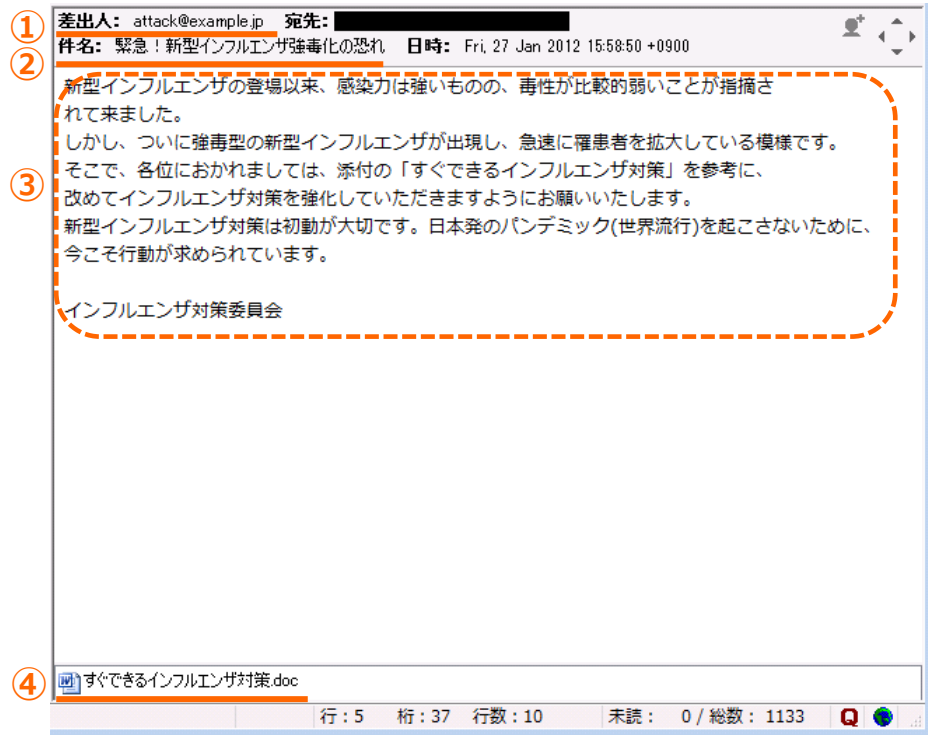 ① 差出人: attack@example.jp 宛先:
② 件名: 緊急!新型インフルエンザ強毒化の恐れ 日時: Fri, 27 Jan 2012 15:58:50 +0900
新型インフルエンザの登場以来、感染力は強いものの、毒性が比較的弱いことが指摘さ
れて来ました。
しかし、ついに強毒型の新型インフルエンザが出現し、急速に罹患者を拡大している模様です。
③ そこで、各位におかれましては、添付の「すぐできるインフルエンザ対策」を参考に、
改めてインフルエンザ対策を強化していただきますようにお願いいたします。
新型インフルエンザ対策は初動が大切です。日本発のパンデミック(世界流行)を起こさないために、
今こそ行動が求められています。
インフルエンザ対策委員会
④ すぐできるインフルエンザ対策.doc
行:5 桁:37 行数:10 未読: 0 / 総数: 1133 Q